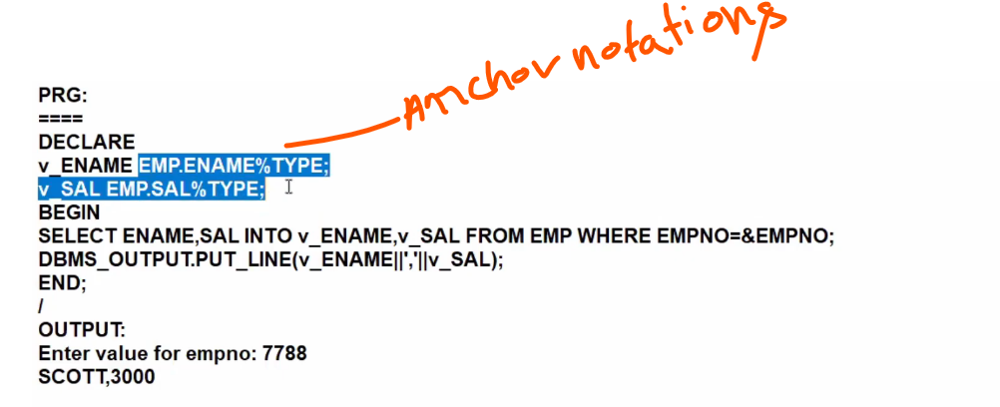 Amchor notations
PRG:
====
DECLARE
v_ENAME EMP.ENAME%TYPE;
v_SAL EMP.SAL%TYPE;
BEGIN
SELECT ENAME,SAL INTO v_ENAME,v_SAL FROM EMP WHERE EMPNO=&EMPNO;
DBMS_OUTPUT.PUT_LINE(v_ENAME||','||v_SAL);
END;
/
OUTPUT:
Enter value for empno: 7788
SCOTT,3000